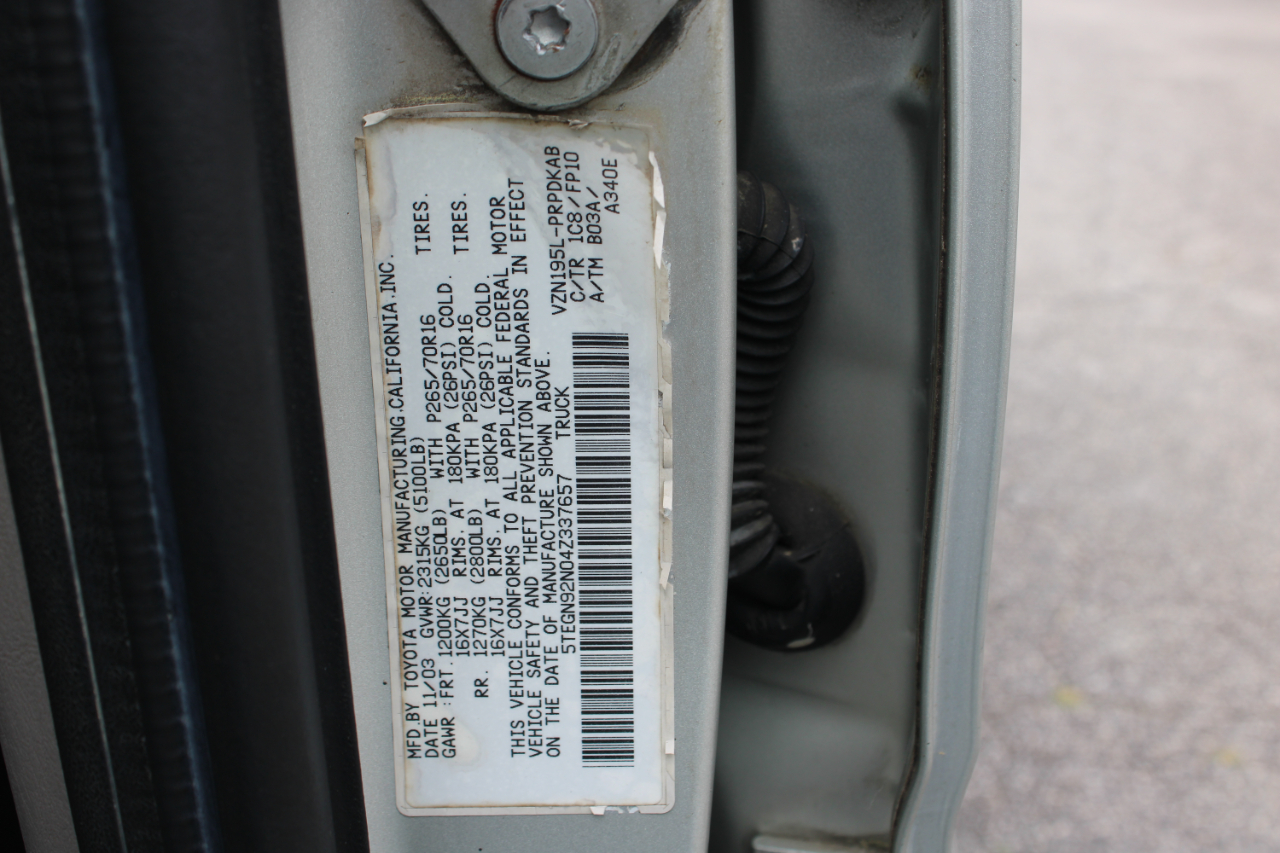 MFD.BY TOYOTA MOTOR MANUFACTURING.CALIFORNIA.INC.
DATE 11/03 GVWR:2315KG (5100LB)
GAWR :FRT.1200KG (2650LB) WITH P265/70R16 TIRES.
16X7JJ RIMS. AT 180KPA (26PSI) COLD.
RR. 1270KG (2800LB) WITH P265/70R16 TIRES.
16X7JJ RIMS. AT 180KPA (26PSI) COLD.
THIS VEHICLE CONFORMS TO ALL APPLICABLE FEDERAL MOTOR
VEHICLE SAFETY AND THEFT PREVENTION STANDARDS IN EFFECT
ON THE DATE OF MANUFACTURE SHOWN ABOVE.
5TEGN92N04Z337657 TRUCK
VZN195L-PRPDKAB
C/TR 1C8/FP10
A/TM B03A/
A340E